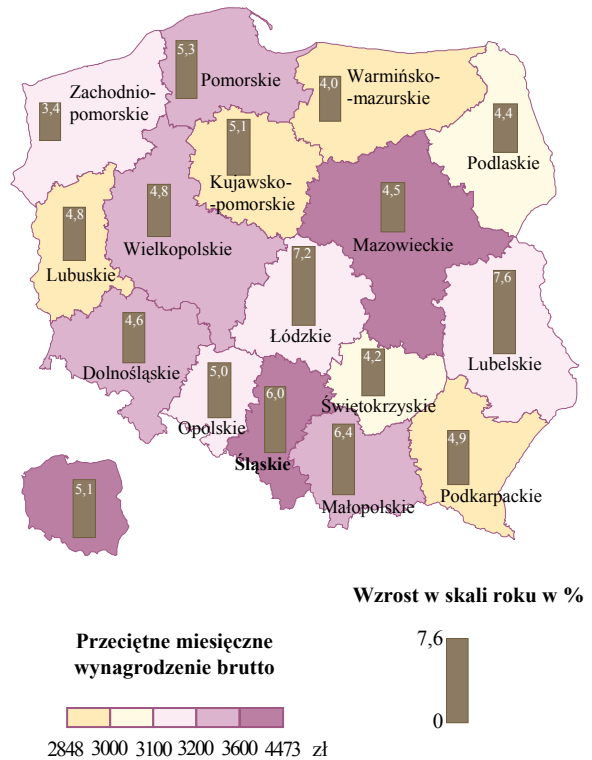 5,3
Pomorskie
4,0
Warmińsko-
-mazurskie
Zachodnio-
pomorskie
3,4
5,1
Kujawsko-
-pomorskie
4,4
Podlaskie
4,8
Wielkopolskie
4,5
Mazowieckie
4,8
Lubuskie
7,2
Łódzkie
7,6
Lubelskie
4,6
Dolnośląskie
5,0
Opolskie
6,0
Śląskie
4,2
Świętokrzyskie
6,4
Małopolskie
4,9
Podkarpackie
5,1
Wzrost w skali roku w %
7,6
0
Przeciętne miesięczne
wynagrodzenie brutto
2848 3000 3100 3200 3600 4473 zł